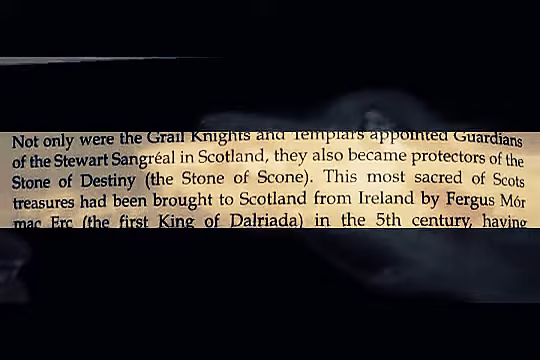 Not only were the Grail Knights and Templars appointed Guardians
of the Stewart Sangréal in Scotland, they also became protectors of the
Stone of Destiny (the Stone of Scone). This most sacred of Scots
treasures had been brought to Scotland from Ireland by Fergus Mór
mac Erc (the first King of Dalriada) in the 5th century, having